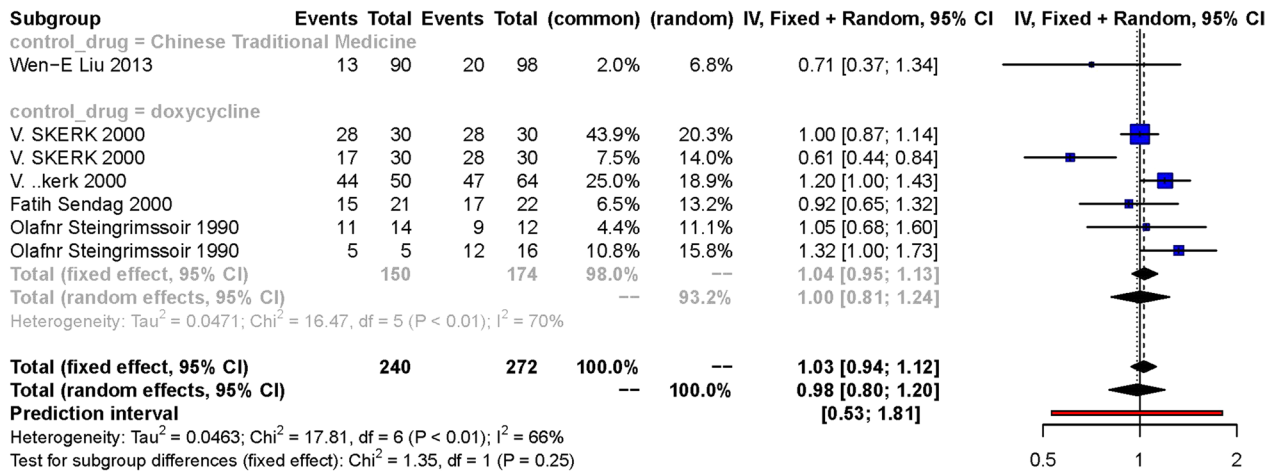 Subgroup Events Total Events Total (common) (random) IV, Fixed + Random, 95% CI IV, Fixed + Random, 95% CI
control_drug = Chinese Traditional Medicine
Wen−E Liu 2013 13 90 20 98 2.0% 6.8% 0.71 [0.37; 1.34]
control_drug = doxycycline
V. SKERK 2000 28 30 28 30 43.9% 20.3% 1.00 [0.87; 1.14]
V. SKERK 2000 17 30 28 30 7.5% 14.0% 0.61 [0.44; 0.84]
V. ..kerk 2000 44 50 47 64 25.0% 18.9% 1.20 [1.00; 1.43]
Fatih Sendag 2000 15 21 17 22 6.5% 13.2% 0.92 [0.65; 1.32]
Olafnr Steingrimssoir 1990 11 14 9 12 4.4% 11.1% 1.05 [0.68; 1.60]
Olafnr Steingrimssoir 1990 5 5 12 16 10.8% 15.8% 1.32 [1.00; 1.73]
Total (fixed effect, 95% CI) 150 174 98.0% −− 1.04 [0.95; 1.13]
Total (random effects, 95% CI) −− 93.2% 1.00 [0.81; 1.24]
Heterogeneity: Tau² = 0.0471; Chi² = 16.47, df = 5 (P < 0.01); I² = 70%
Total (fixed effect, 95% CI) 240 272 100.0% −− 1.03 [0.94; 1.12]
Total (random effects, 95% CI) −− 100.0% 0.98 [0.80; 1.20]
Prediction interval [0.53; 1.81]
Heterogeneity: Tau² = 0.0463; Chi² = 17.81, df = 6 (P < 0.01); I² = 66%
Test for subgroup differences (fixed effect): Chi² = 1.35, df = 1 (P = 0.25)
0.5 1 2